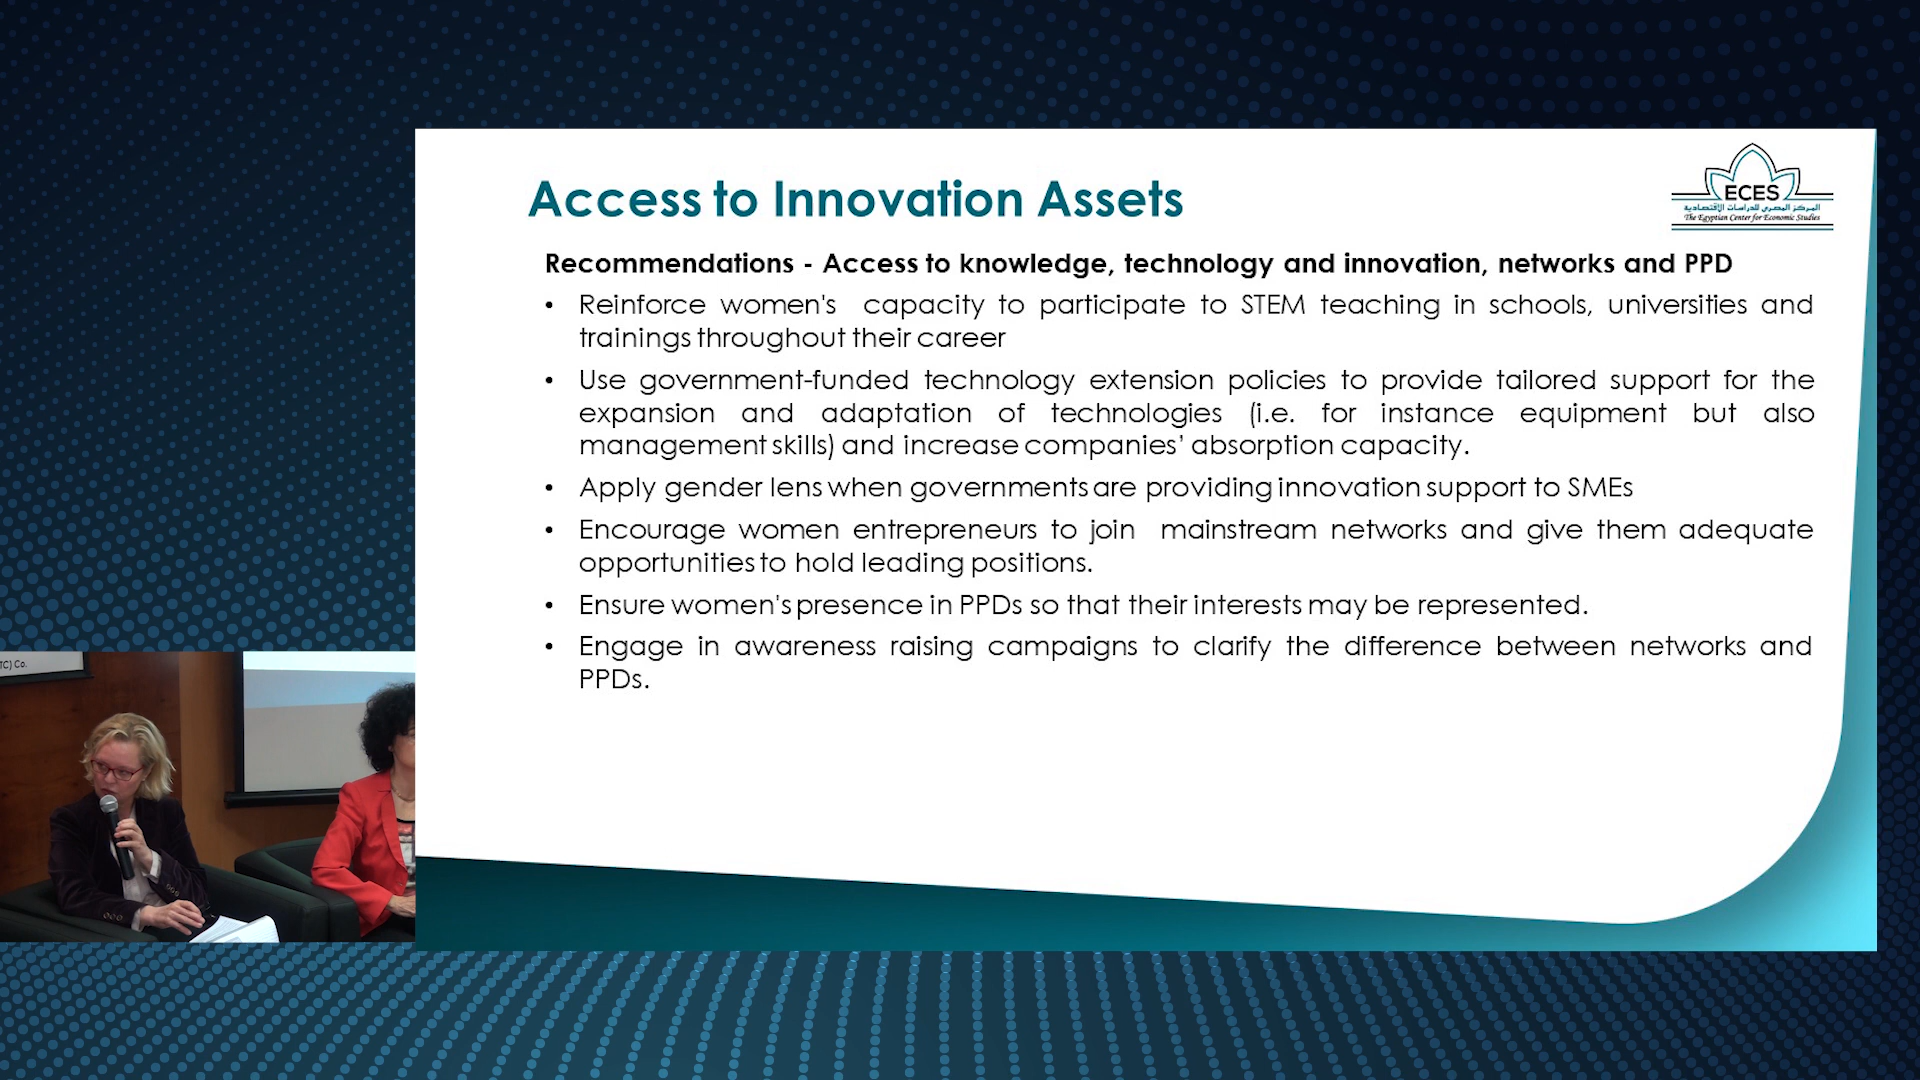 Access to Innovation Assets
ECES
المركز المصرى للدراسات الاقتصادية
The Egyptian Center for Economic Studies
Recommendations - Access to knowledge, technology and innovation, networks and PPD
• Reinforce women's  capacity to participate to STEM teaching in schools, universities and
trainings throughout their career
• Use government-funded technology extension policies to provide tailored support for the
expansion and adaptation of technologies (i.e. for instance equipment but also
management skills) and increase companies’ absorption capacity.
• Apply gender lens when governments are providing innovation support to SMEs
• Encourage women entrepreneurs to join  mainstream networks and give them adequate
opportunities to hold leading positions.
• Ensure women's presence in PPDs so that their interests may be represented.
• Engage in awareness raising campaigns to clarify the difference between networks and
PPDs.
TC) Co.